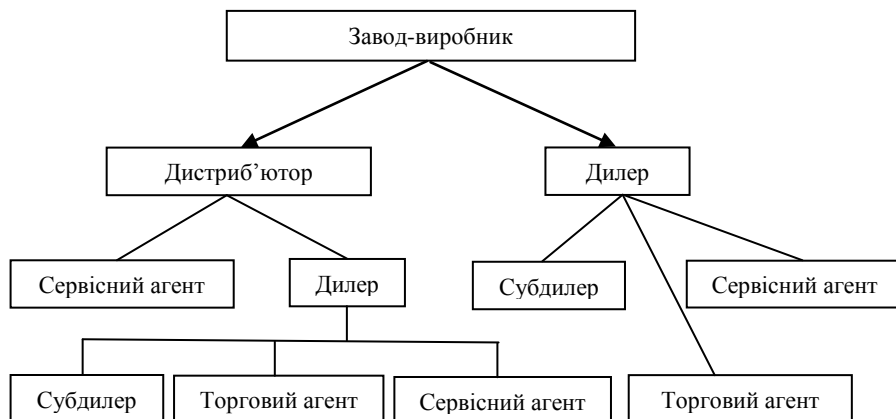 Завод-виробник
Дистриб’ютор
Дилер
Сервісний агент
Дилер
Субдилер
Сервісний агент
Субдилер
Торговий агент
Сервісний агент
Торговий агент